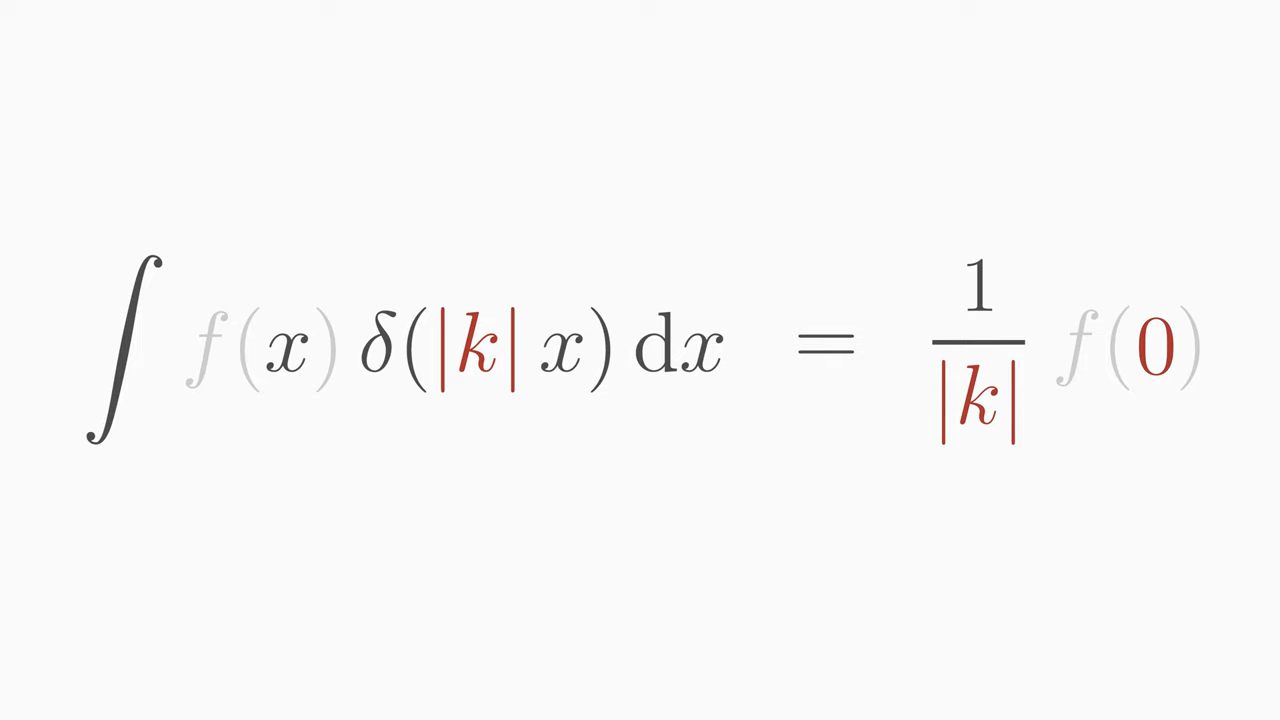 ∫ f(x) δ(|k| x) dx = 1/|k| f(0)